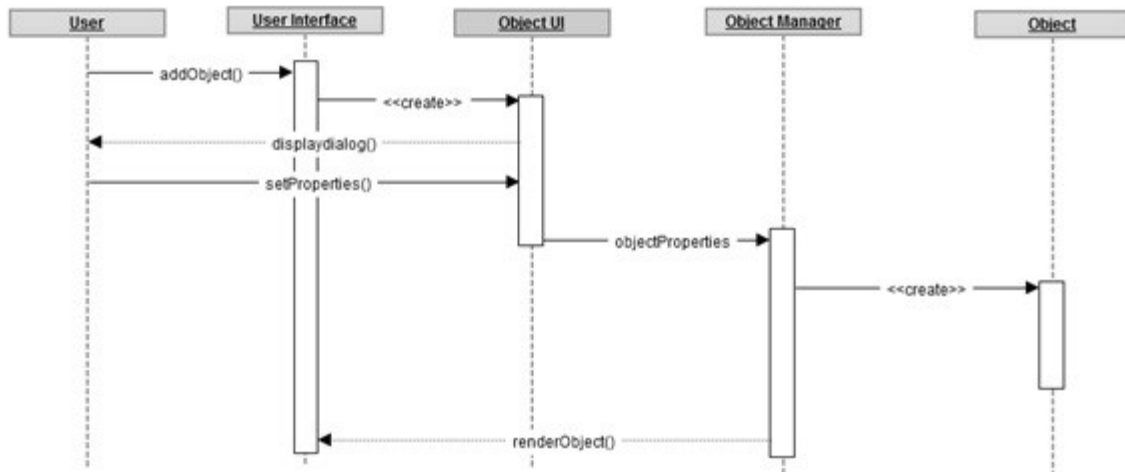 User
User Interface
Object UI
Object Manager
Object
addObject()
<<create>>
displaydialog()
setProperties()
objectProperties
<<create>>
renderObject()